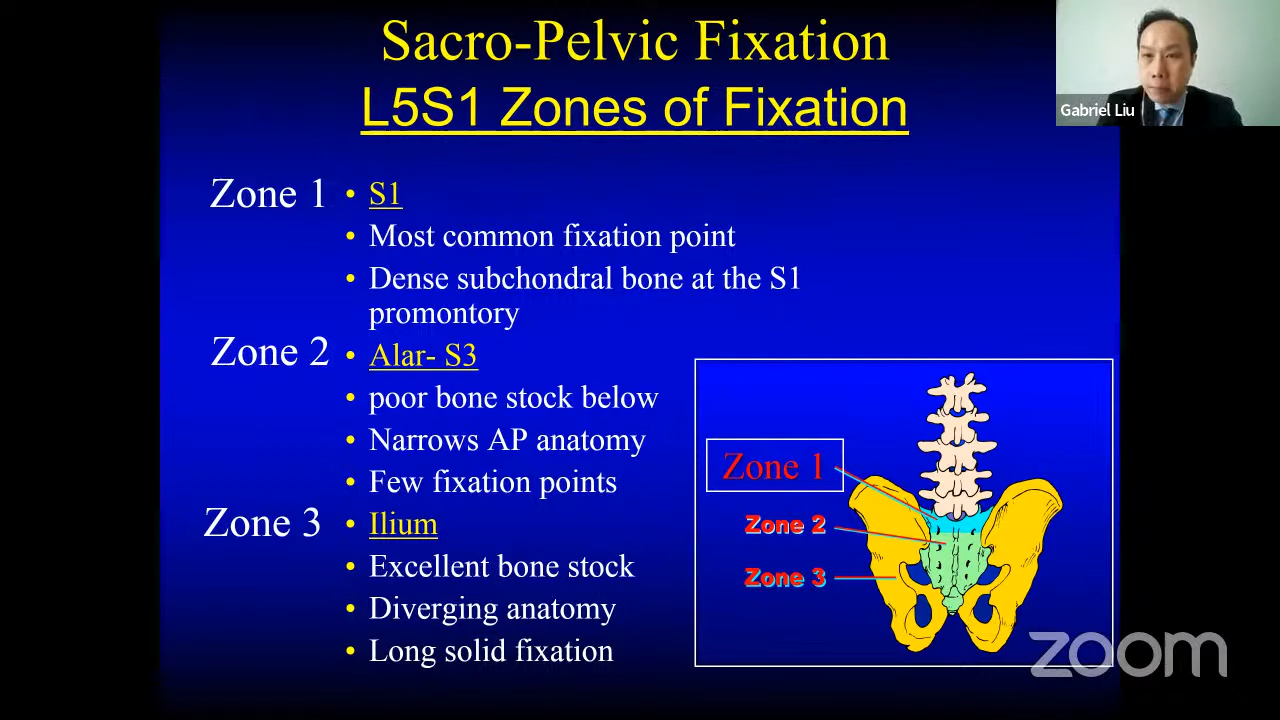 Sacro-Pelvic Fixation
L5S1 Zones of Fixation
Gabriel Liu
Zone 1
• S1
• Most common fixation point
• Dense subchondral bone at the S1
promontory
Zone 2
• Alar- S3
• poor bone stock below
• Narrows AP anatomy
• Few fixation points
Zone 3
• Ilium
• Excellent bone stock
• Diverging anatomy
• Long solid fixation
Zone 1
Zone 2
Zone 3
zoom